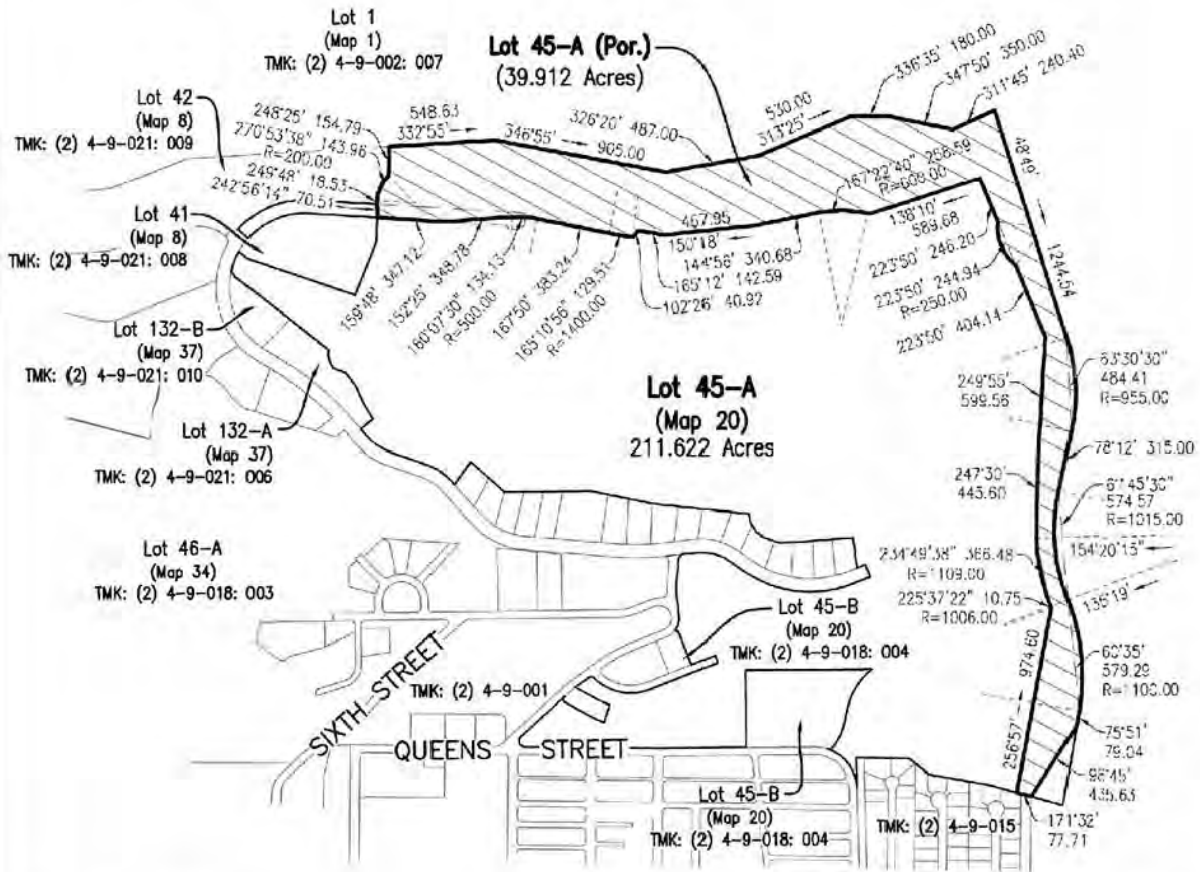 Lot 1
(Map 1)
TMK: (2) 4-9-002: 007
Lot 45-A (Por.)
(39.912 Acres)
336°35' 180.00
347°50' 350.00
311°45' 240.40
Lot 42
(Map 8)
TMK: (2) 4-9-021: 009
248°25' 154.79
270°53'38" 143.96
R=200.00
249°48' 18.53
242°56'14" 70.51
548.63
332°55'
346°55'
905.00
326°20' 487.00
530.00
313°25'
48°49'
1244.54
Lot 41
(Map 8)
TMK: (2) 4-9-021: 008
159°48' 347.12
152°25' 348.78
160°07'30" 134.13
R=500.00
167°50' 383.24
165°10'56" 129.51
R=1400.00
467.95
150°18'
144°56' 340.68
165°12' 142.59
102°26' 40.92
167°22'40" 258.59
R=600.00
138°10'
589.68
223°50' 246.20
223°50' 244.94
R=250.00
223°50' 404.14
Lot 132-B
(Map 37)
TMK: (2) 4-9-021: 010
Lot 132-A
(Map 37)
TMK: (2) 4-9-021: 006
Lot 45-A
(Map 20)
211.622 Acres
249°55'
599.56
63°30'30"
484.41
R=955.00
78°12' 315.00
247°30'
445.60
45'30"
574.57
R=1015.00
154°20'15"
Lot 46-A
(Map 34)
TMK: (2) 4-9-018: 003
234°49'38" 366.48
R=1109.00
225°37'22" 10.75
R=1006.00
135°19'
Lot 45-B
(Map 20)
TMK: (2) 4-9-018: 004
974.60
256°57'
60°35'
579.29
R=1100.00
TMK: (2) 4-9-001
SIXTH STREET
QUEENS STREET
75°51'
79.04
98°45'
435.63
Lot 45-B
(Map 20)
TMK: (2) 4-9-018: 004
TMK: (2) 4-9-015
171°32'
77.71